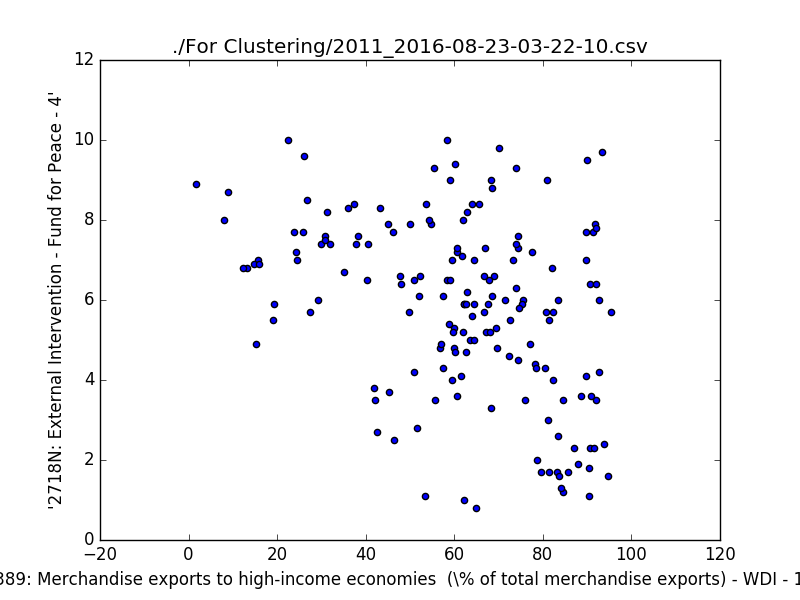 ./For Clustering/2011_2016-08-23-03-22-10.csv
'2718N: External Intervention - Fund for Peace - 4'
12
10
8
6
4
2
0
−20 0 20 40 60 80 100 120
389: Merchandise exports to high-income economies (\% of total merchandise exports) - WDI - 1